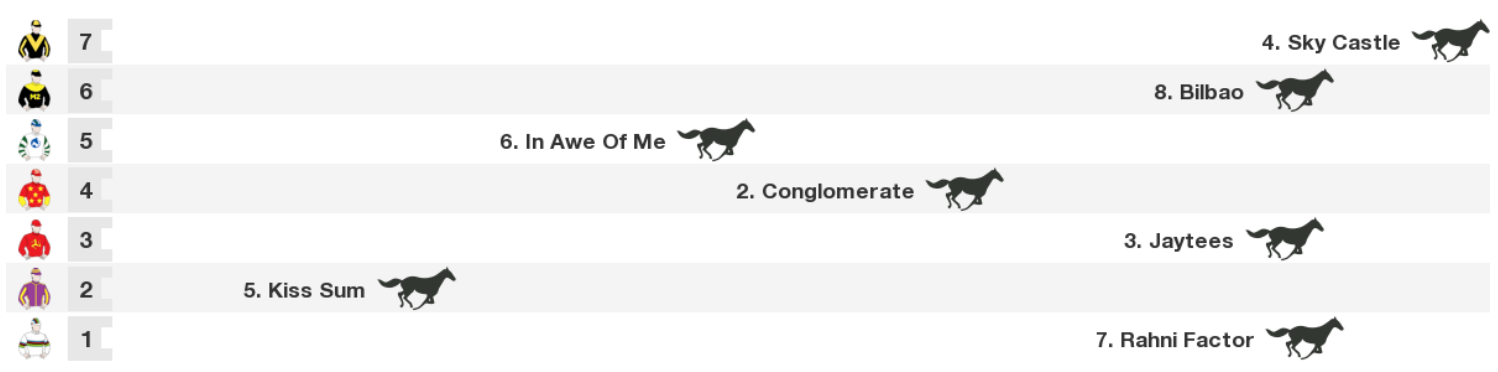 7 4. Sky Castle
6 MZ 8. Bilbao
5 6. In Awe Of Me
4 2. Conglomerate
3 3. Jaytees
2 5. Kiss Sum
1 7. Rahni Factor